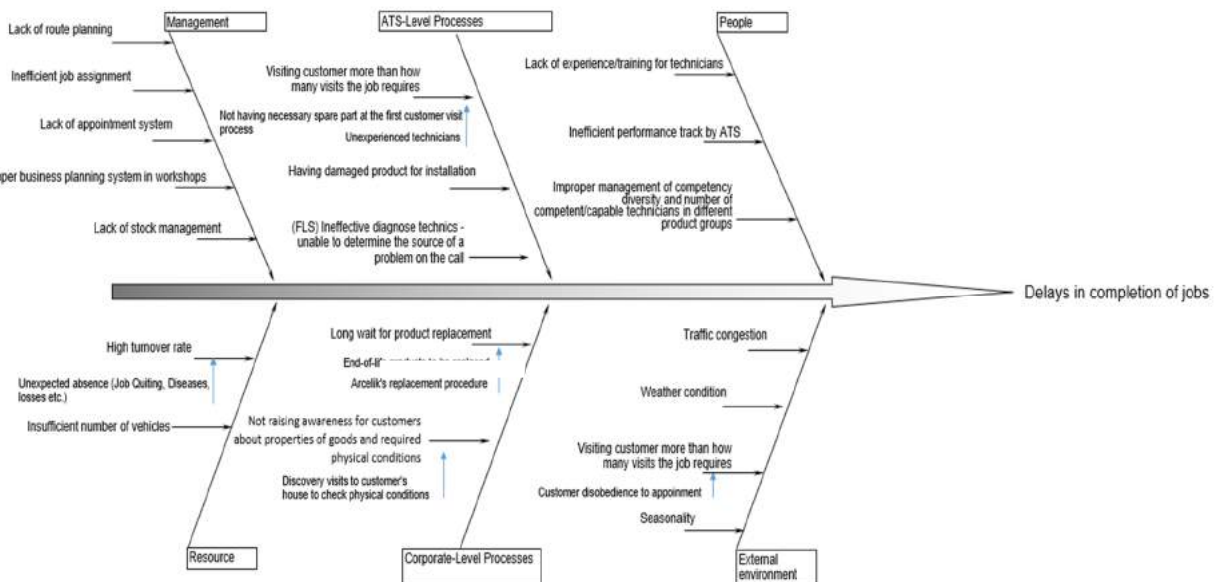 Management
Lack of route planning
Inefficient job assignment
Lack of appointment system
per business planning system in workshops
Lack of stock management
ATS-Level Processes
Visiting customer more than how
many visits the job requires
Not having necessary spare part at the first customer visit
process
Unexperienced technicians
Having damaged product for installation
(FLS) Ineffective diagnose technics -
unable to determine the source of a
problem on the call
People
Lack of experience/training for technicians
Inefficient performance track by ATS
Improper management of competency
diversity and number of
competent/capable technicians in different
product groups
Delays in completion of jobs
High turnover rate
Unexpected absence (Job Quiting, Diseases,
losses etc.)
Insufficient number of vehicles
Resource
Long wait for product replacement
Arcelik's replacement procedure
Not raising awareness for customers
about properties of goods and required
physical conditions
Discovery visits to customer's
house to check physical conditions
Corporate-Level Processes
Traffic congestion
Weather condition
Visiting customer more than how
many visits the job requires
Customer disobedience to appoinment
Seasonality
External
environment